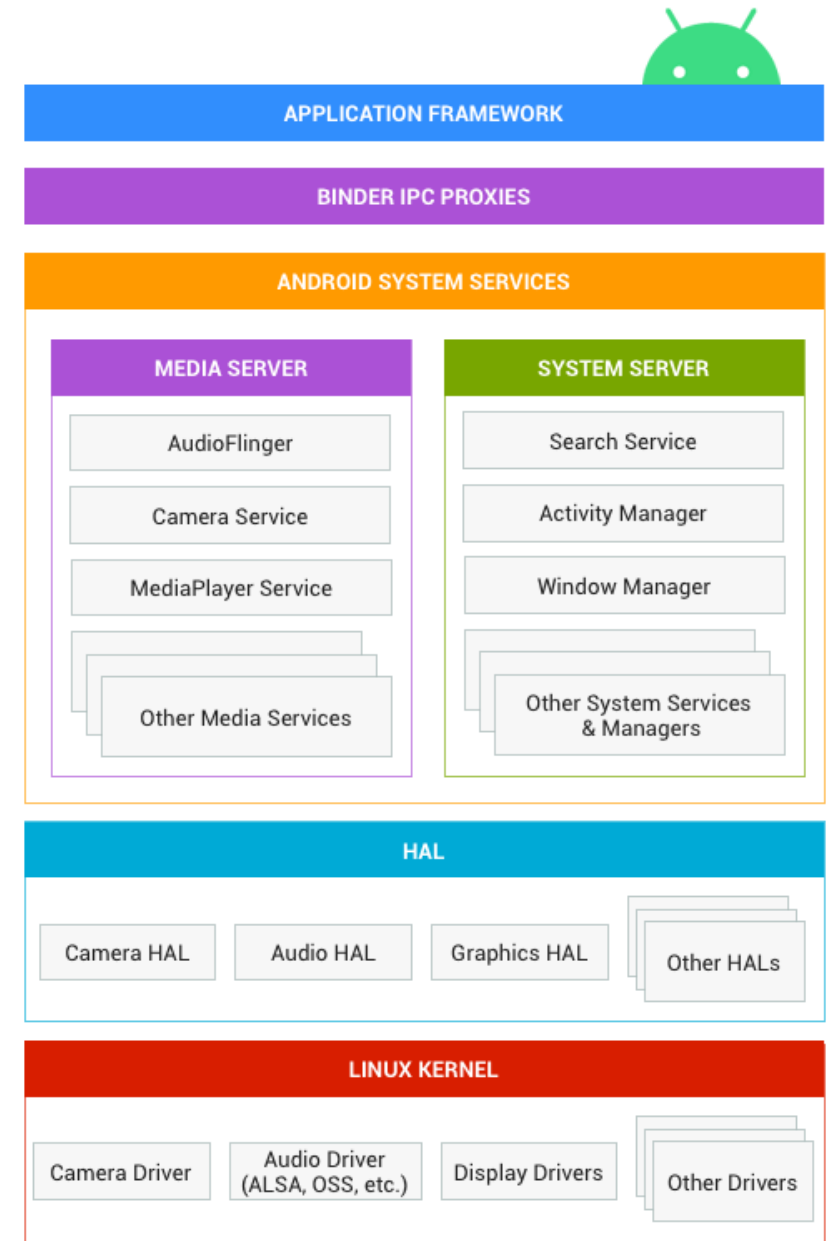 APPLICATION FRAMEWORK
BINDER IPC PROXIES
ANDROID SYSTEM SERVICES
MEDIA SERVER
AudioFlinger
Camera Service
MediaPlayer Service
Other Media Services
SYSTEM SERVER
Search Service
Activity Manager
Window Manager
Other System Services
& Managers
HAL
Camera HAL
Audio HAL
Graphics HAL
Other HALs
LINUX KERNEL
Camera Driver
Audio Driver
(ALSA, OSS, etc.)
Display Drivers
Other Drivers